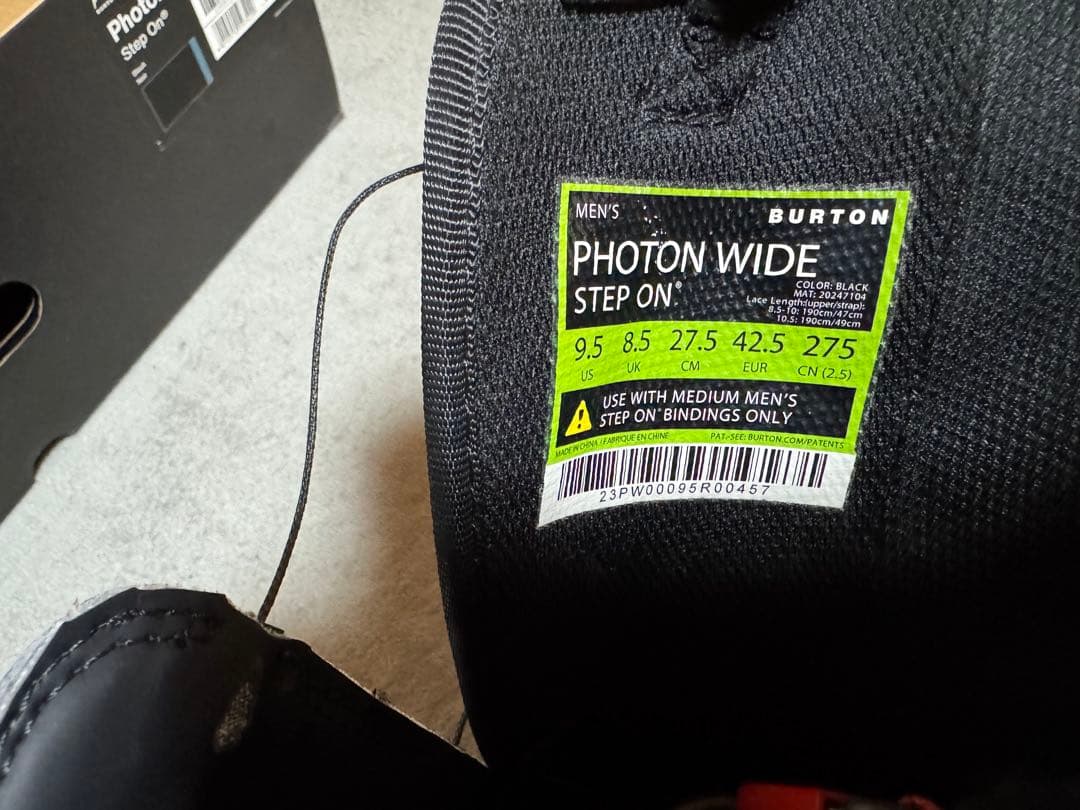 Photo
Step On®
MEN'S
BURTON
PHOTON WIDE
STEP ON®
COLOR: BLACK
MAT: 20247104
Lace Length:(upper/strap):
8.5-10: 190cm/47cm
10.5: 190cm/49cm
9.5 8.5 27.5 42.5 275
US UK CM EUR CN (2.5)
USE WITH MEDIUM MEN'S
STEP ON® BINDINGS ONLY
MADE IN CHINA / FABRIQUÉ EN CHINE
PAT.-SEE: BURTON.COM/PATENTS
23PW00095R00457